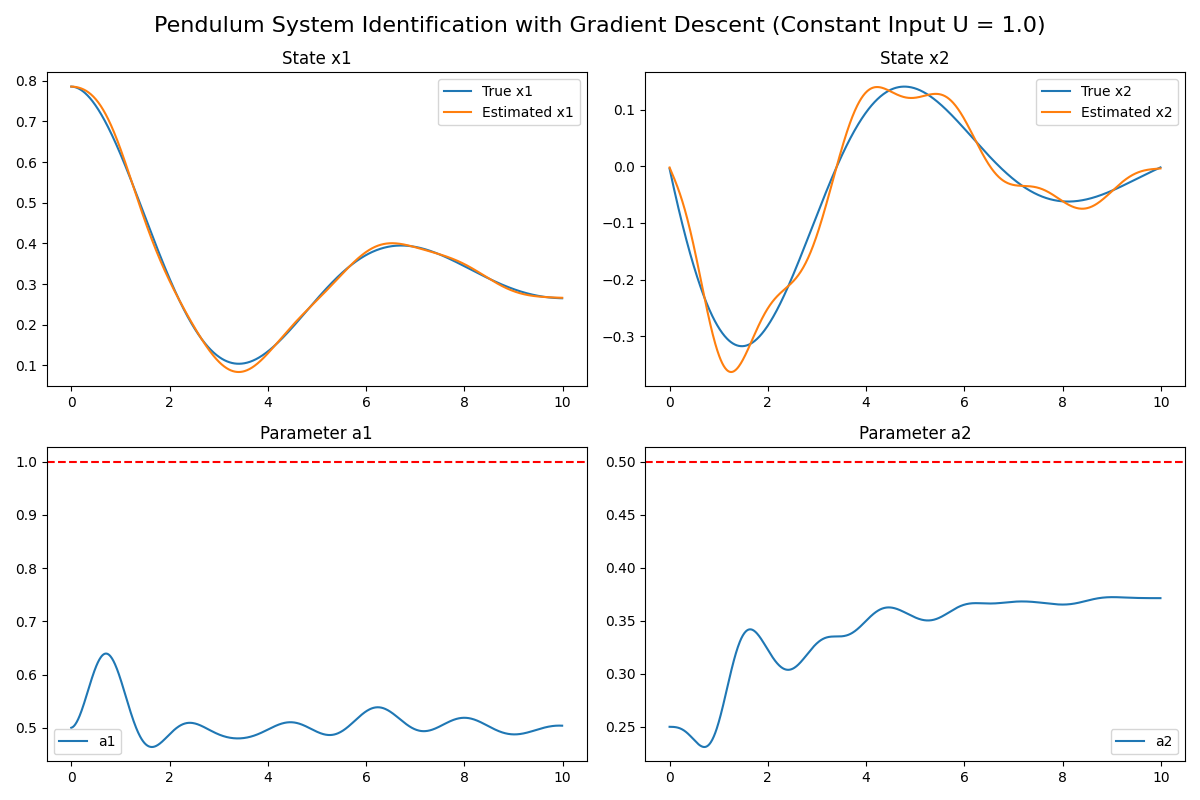 Pendulum System Identification with Gradient Descent (Constant Input U = 1.0)
State x1
True x1
Estimated x1
0.8
0.7
0.6
0.5
0.4
0.3
0.2
0.1
0 2 4 6 8 10
State x2
True x2
Estimated x2
0.1
0.0
−0.1
−0.2
−0.3
0 2 4 6 8 10
Parameter a1
1.0
0.9
0.8
0.7
0.6
0.5
a1
0 2 4 6 8 10
Parameter a2
0.50
0.45
0.40
0.35
0.30
0.25
a2
0 2 4 6 8 10